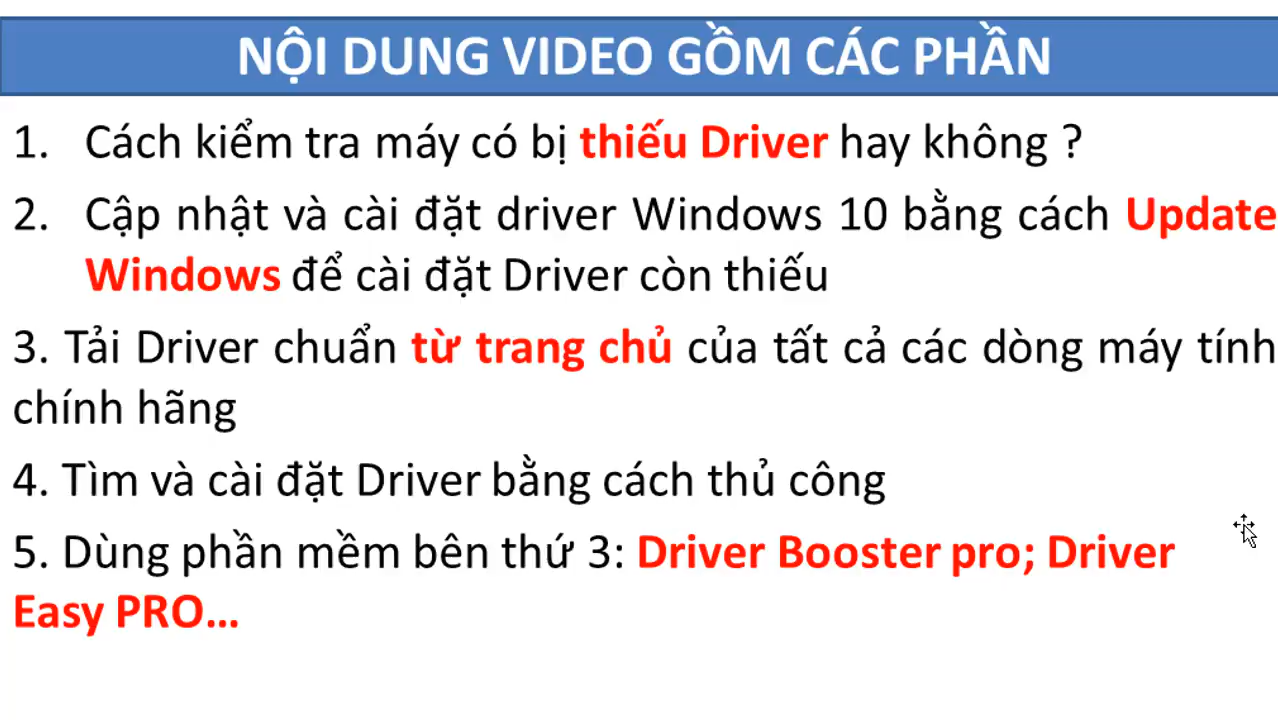 NỘI DUNG VIDEO GỒM CÁC PHẦN
1. Cách kiểm tra máy có bị thiếu Driver hay không ?
2. Cập nhật và cài đặt driver Windows 10 bằng cách Update
Windows để cài đặt Driver còn thiếu
3. Tải Driver chuẩn từ trang chủ của tất cả các dòng máy tính
chính hãng
4. Tìm và cài đặt Driver bằng cách thủ công
5. Dùng phần mềm bên thứ 3: Driver Booster pro; Driver
Easy PRO...